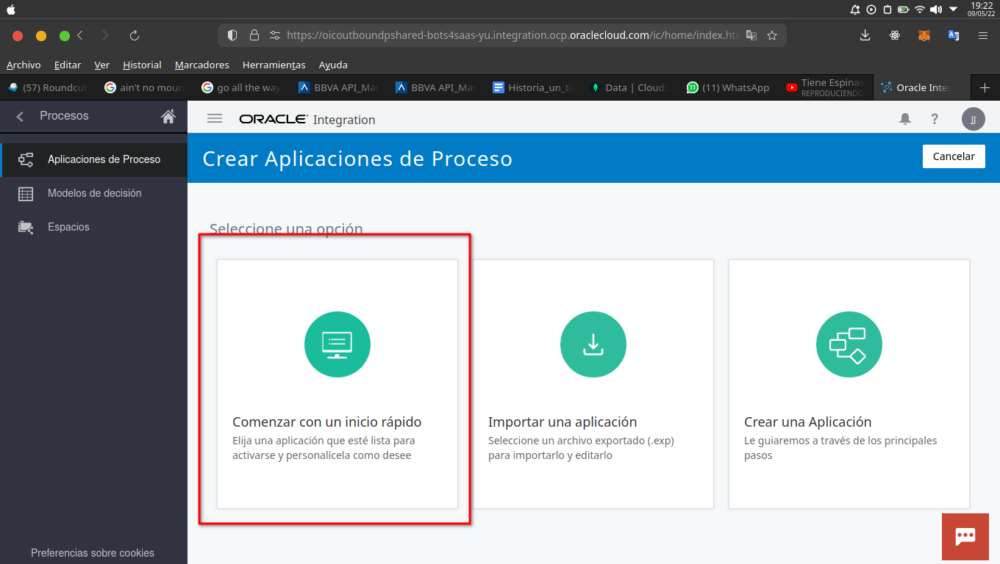 19:22
09/05/22
https://oicoutboundpshared-bots4saas-yu.integration.ocp.oraclecloud.com/ic/home/index.ht
Archivo Editar Ver Historial Marcadores Herramientas Ayuda
(57) Roundcub ain't no moun go all the way BBVA API_Mar BBVA API_Mar Historia_un_ti Data | Cloud: (11) WhatsApp Tiene Espinas Oracle Integ
REPRODUCIENDO
Procesos
ORACLE Integration
JJ
Crear Aplicaciones de Proceso
Cancelar
Aplicaciones de Proceso
Modelos de decisión
Espacios
Seleccione una opción
Comenzar con un inicio rápido
Elija una aplicación que esté lista para
activarse y personalícela como desee
Importar una aplicación
Seleccione un archivo exportado (.exp)
para importarlo y editarlo
Crear una Aplicación
Le guiaremos a través de los principales
pasos
Preferencias sobre cookies